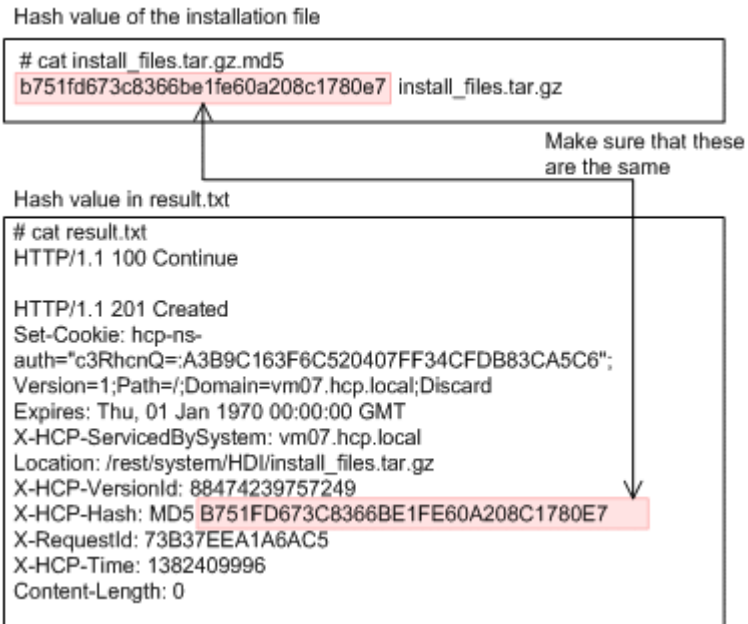 Hash value of the installation file
# cat install_files.tar.gz.md5
b751fd673c8366be1fe60a208c1780e7 install_files.tar.gz
Make sure that these
are the same
Hash value in result.txt
# cat result.txt
HTTP/1.1 100 Continue
HTTP/1.1 201 Created
Set-Cookie: hcp-ns-
auth="c3RhcnQ=:A3B9C163F6C520407FF34CFDB83CA5C6";
Version=1;Path=/;Domain=vm07.hcp.local;Discard
Expires: Thu, 01 Jan 1970 00:00:00 GMT
X-HCP-ServicedBySystem: vm07.hcp.local
Location: /rest/system/HDI/install_files.tar.gz
X-HCP-VersionId: 88474239757249
X-HCP-Hash: MD5 B751FD673C8366BE1FE60A208C1780E7
X-RequestId: 73B37EEA1A6AC5
X-HCP-Time: 1382409996
Content-Length: 0